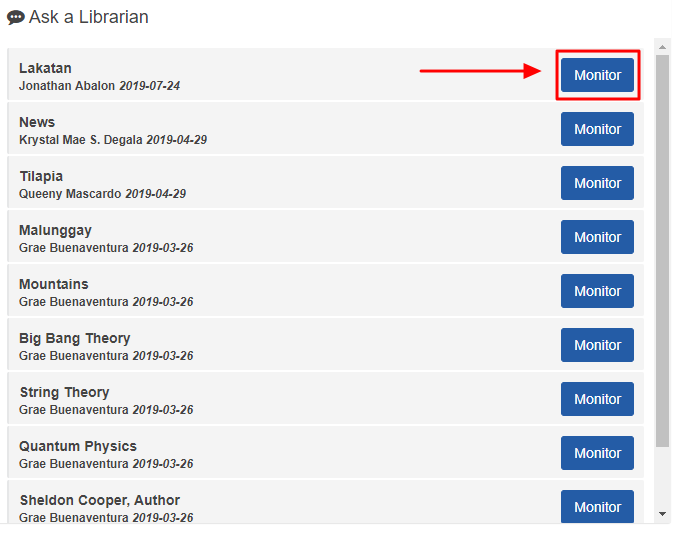 Ask a Librarian
Lakatan
Jonathan Abalon 2019-07-24
Monitor
News
Krystal Mae S. Degala 2019-04-29
Monitor
Tilapia
Queeny Mascardo 2019-04-29
Monitor
Malunggay
Grae Buenaventura 2019-03-26
Monitor
Mountains
Grae Buenaventura 2019-03-26
Monitor
Big Bang Theory
Grae Buenaventura 2019-03-26
Monitor
String Theory
Grae Buenaventura 2019-03-26
Monitor
Quantum Physics
Grae Buenaventura 2019-03-26
Monitor
Sheldon Cooper, Author
Grae Buenaventura 2019-03-26
Monitor